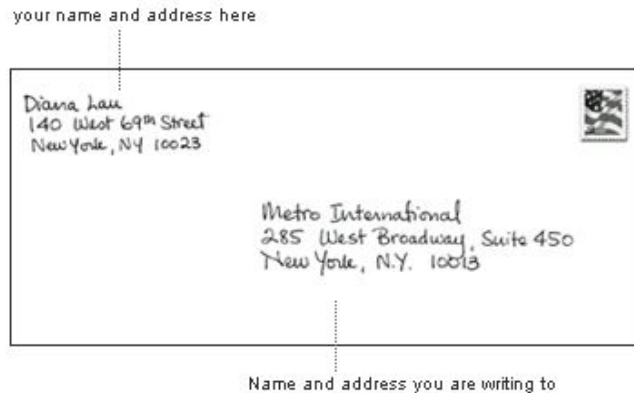 your name and address here
Diana Lau
140 West 69th Street
New York, NY 10023
Metro International
285 West Broadway, Suite 450
New York, N.Y. 10013
Name and address you are writing to